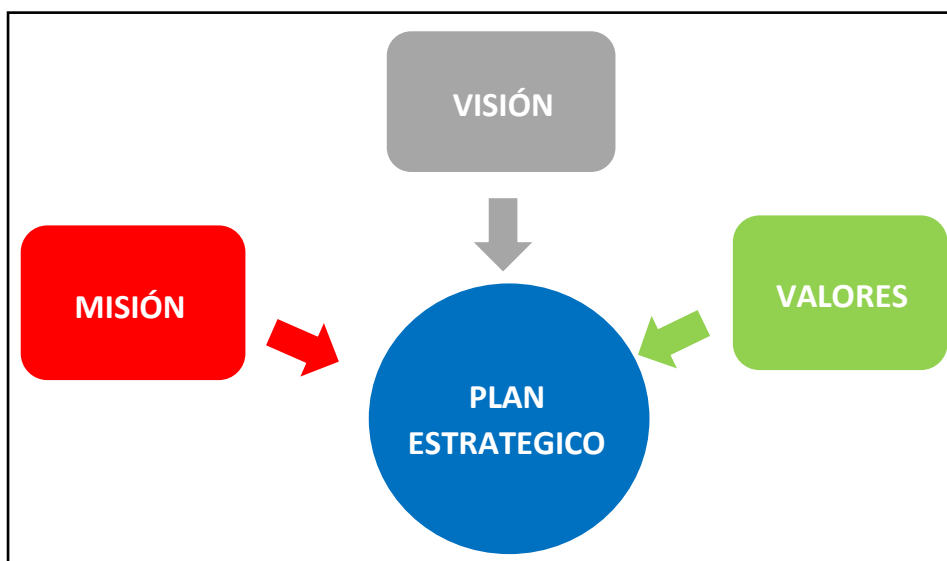 VISIÓN
MISIÓN
VALORES
PLAN
ESTRATEGICO